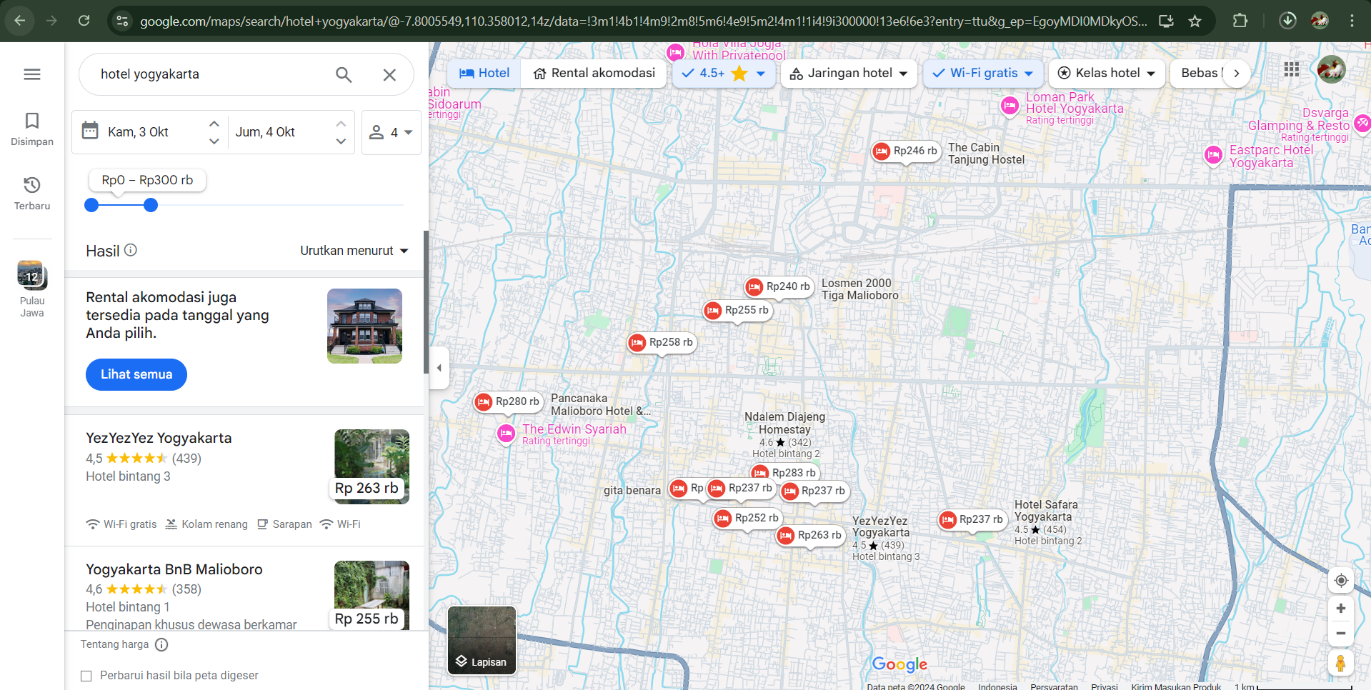 google.com/maps/search/hotel+yogyakarta/@-7.8005549,110.358012,14z/data=!3m1!4b1!4m9!2m8!5m6!4e9!5m2!4m1!1i4!9i300000!13e6!6e3?entry=ttu&g_ep=EgoyMDI0MDkyOS...
hotel yogyakarta
Hotel
Rental akomodasi
4.5+
Jaringan hotel
Wi-Fi gratis
Kelas hotel
Bebas
Disimpan
Terbaru
12
Pulau
Jawa
Kam, 3 Okt
Jum, 4 Okt
4
Rp0 – Rp300 rb
Hasil
Urutkan menurut
Rental akomodasi juga
tersedia pada tanggal yang
Anda pilih.
Lihat semua
YezYezYez Yogyakarta
4,5 (439)
Hotel bintang 3
Rp 263 rb
Wi-Fi gratis Kolam renang Sarapan Wi-Fi
Yogyakarta BnB Malioboro
4,6 (358)
Hotel bintang 1
Penginapan khusus dewasa berkamar
Rp 255 rb
Tentang harga
Perbarui hasil bila peta digeser
Hola Villa Jogja
With Privatepool
Sidoarum
Loman Park
Hotel Yogyakarta
Rating tertinggi
Dsvarga
Glamping & Resto
Rating tertinggi
Eastparc Hotel
Yogyakarta
Rp246 rb
The Cabin
Tanjung Hostel
Rp240 rb
Losmen 2000
Tiga Malioboro
Rp255 rb
Rp258 rb
Rp280 rb
Pancanaka
Malioboro Hotel &...
The Edwin Syariah
Rating tertinggi
Ndalem Diajeng
Homestay
4.6 ★ (342)
Hotel bintang 2
Rp283 rb
gita benara
Rp
Rp237 rb
Rp237 rb
Rp252 rb
Rp263 rb
YezYezYez
Yogyakarta
4.5 ★ (439)
Hotel bintang 3
Rp237 rb
Hotel Safara
Yogyakarta
4.5 ★ (454)
Hotel bintang 2
Lapisan
Google
Data peta ©2024 Google Indonesia Persyaratan Privasi Kirim Masukan Produk 1 km